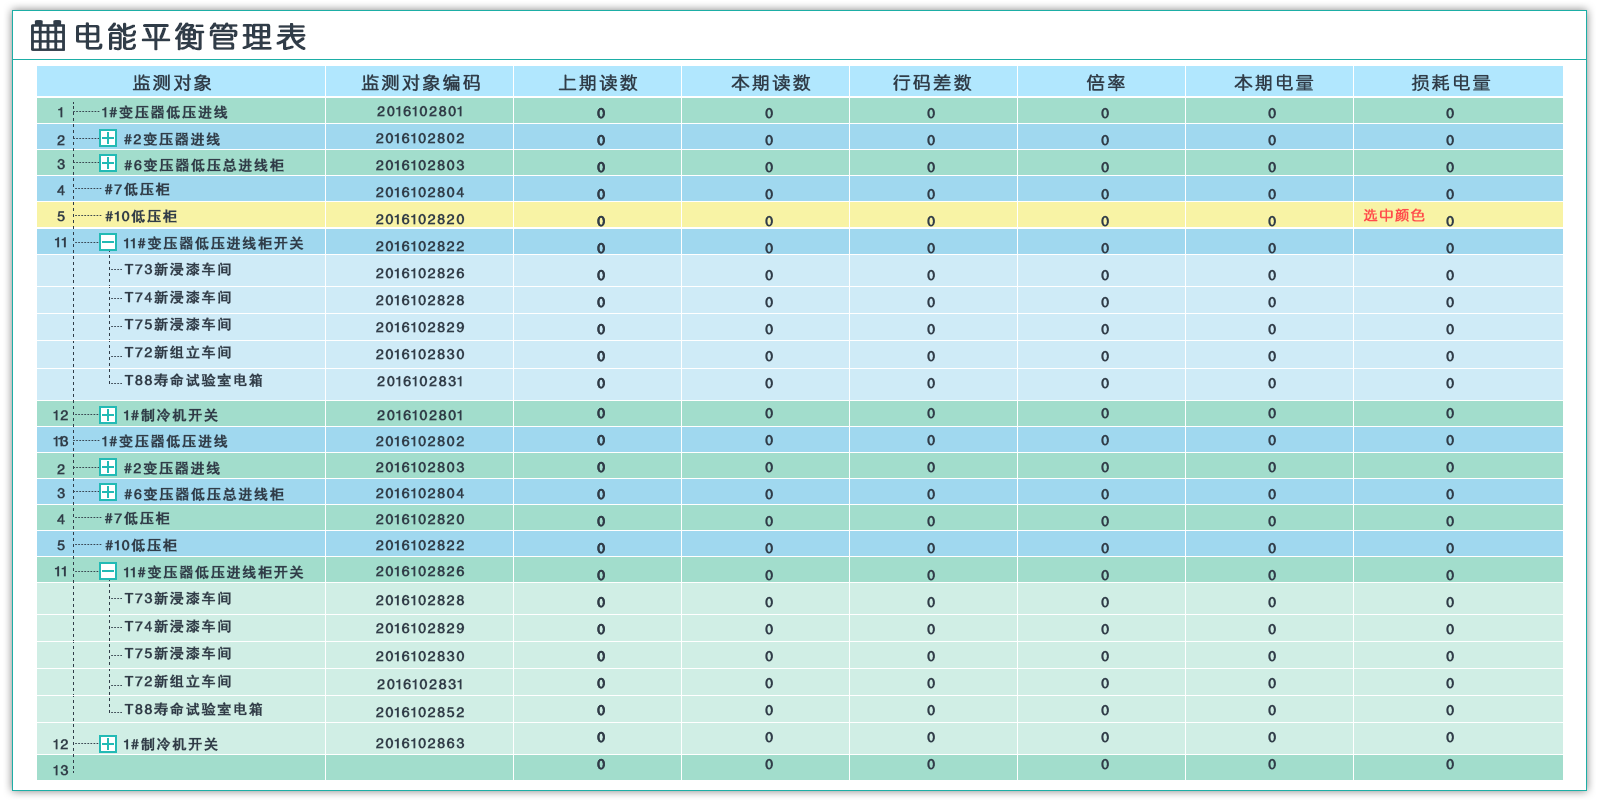 电能平衡管理表
监测对象 监测对象编码 上期读数 本期读数 行码差数 倍率 本期电量 损耗电量
1 1#变压器低压进线 2016102801 0 0 0 0 0 0
2 #2变压器进线 2016102802 0 0 0 0 0 0
3 #6变压器低压总进线柜 2016102803 0 0 0 0 0 0
4 #7低压柜 2016102804 0 0 0 0 0 0
5 #10低压柜 2016102820 0 0 0 0 0 选中颜色 0
11 11#变压器低压进线柜开关 2016102822 0 0 0 0 0 0
T73新浸漆车间 2016102826 0 0 0 0 0 0
T74新浸漆车间 2016102828 0 0 0 0 0 0
T75新浸漆车间 2016102829 0 0 0 0 0 0
T72新组立车间 2016102830 0 0 0 0 0 0
T88寿命试验室电箱 2016102831 0 0 0 0 0 0
12 1#制冷机开关 2016102801 0 0 0 0 0 0
1#变压器低压进线 2016102802 0 0 0 0 0 0
2 #2变压器进线 2016102803 0 0 0 0 0 0
3 #6变压器低压总进线柜 2016102804 0 0 0 0 0 0
4 #7低压柜 2016102820 0 0 0 0 0 0
5 #10低压柜 2016102822 0 0 0 0 0 0
11 11#变压器低压进线柜开关 2016102826 0 0 0 0 0 0
T73新浸漆车间 2016102828 0 0 0 0 0 0
T74新浸漆车间 2016102829 0 0 0 0 0 0
T75新浸漆车间 2016102830 0 0 0 0 0 0
T72新组立车间 2016102831 0 0 0 0 0 0
T88寿命试验室电箱 2016102852 0 0 0 0 0 0
12 1#制冷机开关 2016102863 0 0 0 0 0 0
13 0 0 0 0 0 0